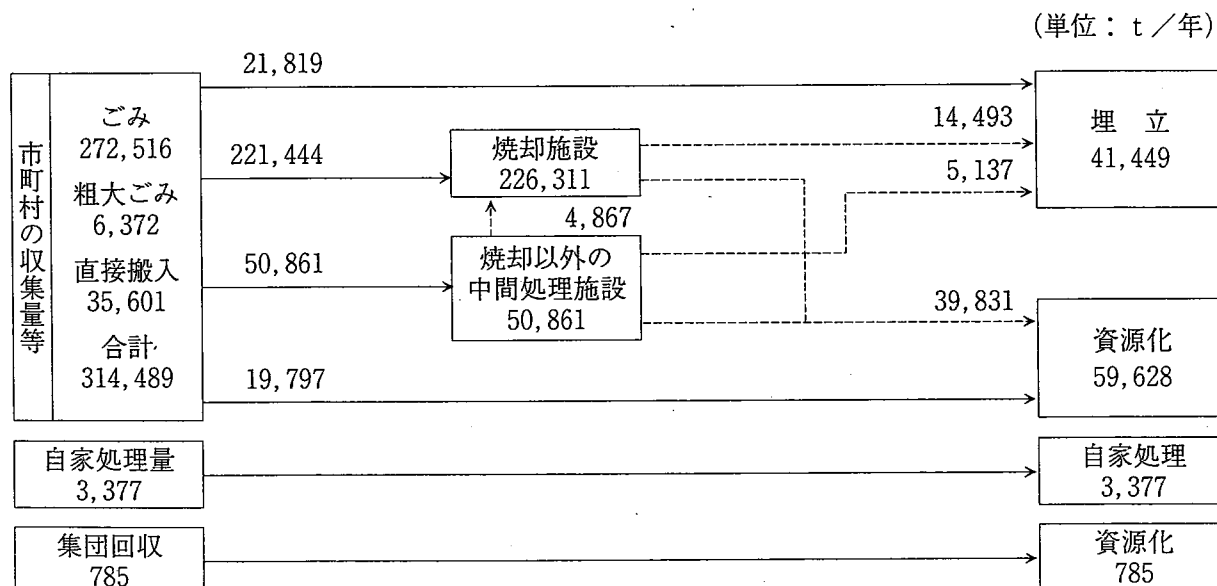 (単位：t／年)
市町村の収集量等
ごみ
272,516
粗大ごみ
6,372
直接搬入
35,601
合計
314,489
21,819
221,444
50,861
19,797
焼却施設
226,311
4,867
焼却以外の
中間処理施設
50,861
14,493
5,137
39,831
埋　立
41,449
資源化
59,628
自家処理量
3,377
自家処理
3,377
集団回収
785
資源化
785